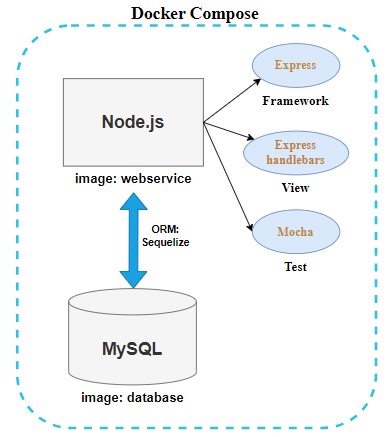 Docker Compose
Express
Framework
Node.js
image: webservice
Express
handlebars
View
ORM:
Sequelize
Mocha
Test
MySQL
image: database